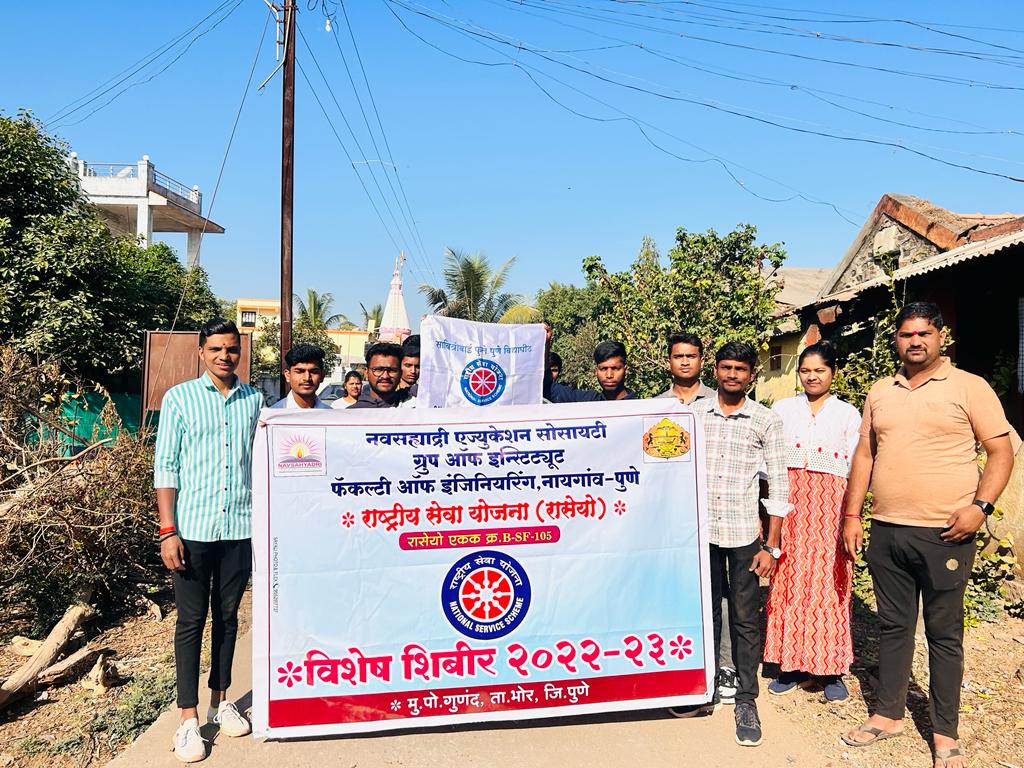 सावित्रीबाई फुले पुणे विद्यापीठ
NAVSAHYADRI
नवसह्याद्री एज्युकेशन सोसायटी
ग्रुप ऑफ इन्स्टिट्यूट
फॅकल्टी ऑफ इंजिनियरिंग,नायगांव-पुणे
* राष्ट्रीय सेवा योजना (रासेयो) *
रासेयो एकक क्र.B-SF-105
राष्ट्रीय सेवा योजना
NATIONAL SERVICE SCHEME
*विशेष शिबीर २०२२-२३*
* मु.पो.गुणंद, ता.भोर, जि.पुणे